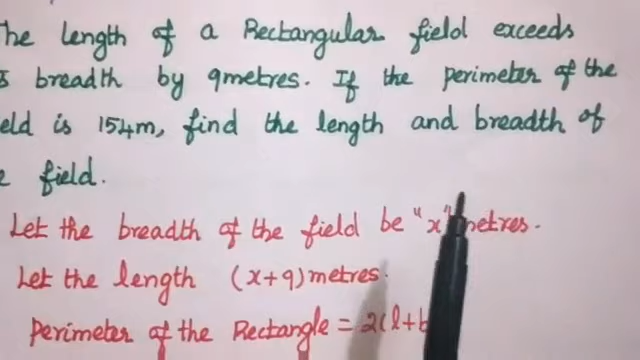 The length of a Rectangular field exceeds
breadth by 9metres. If the perimeter of the
is 154m, find the length and breadth of
field.
Let the breadth of the field be "x" metres.
Let the length (x+9)metres.
Perimeter of the Rectangle = 2(l+b